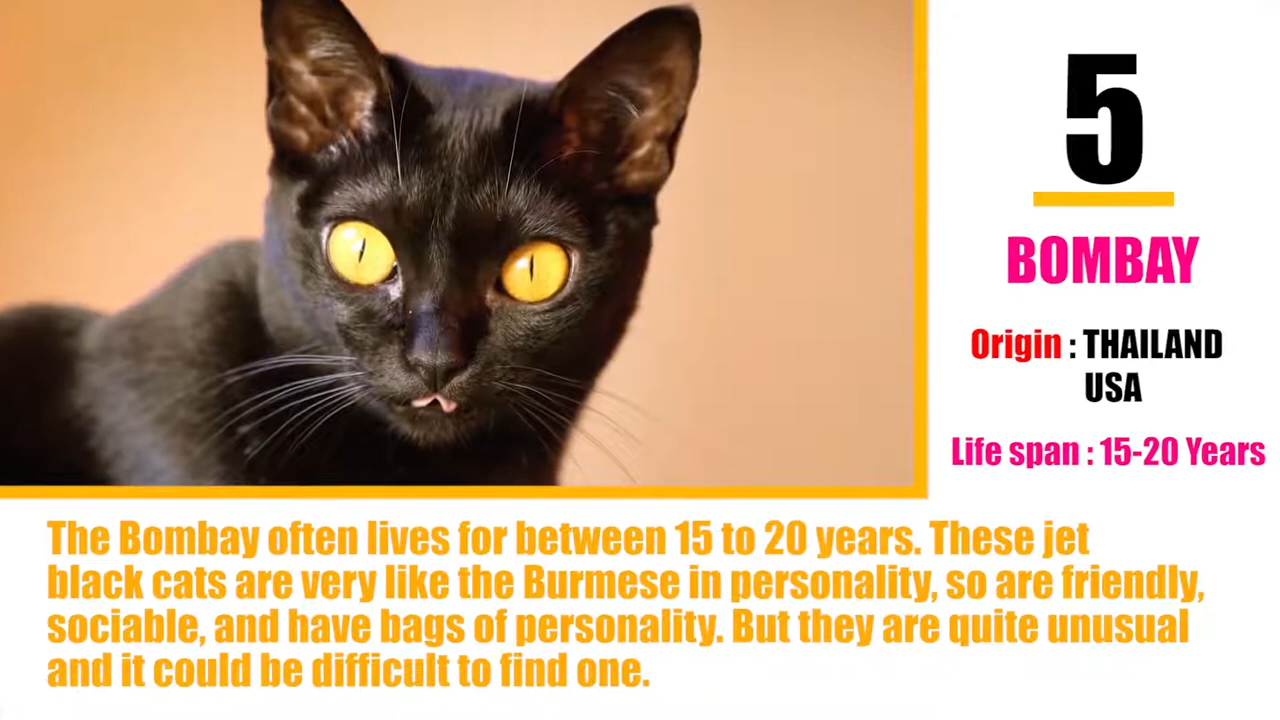 5
BOMBAY
Origin : THAILAND
USA
Life span : 15-20 Years
The Bombay often lives for between 15 to 20 years. These jet
black cats are very like the Burmese in personality, so are friendly,
sociable, and have bags of personality. But they are quite unusual
and it could be difficult to find one.